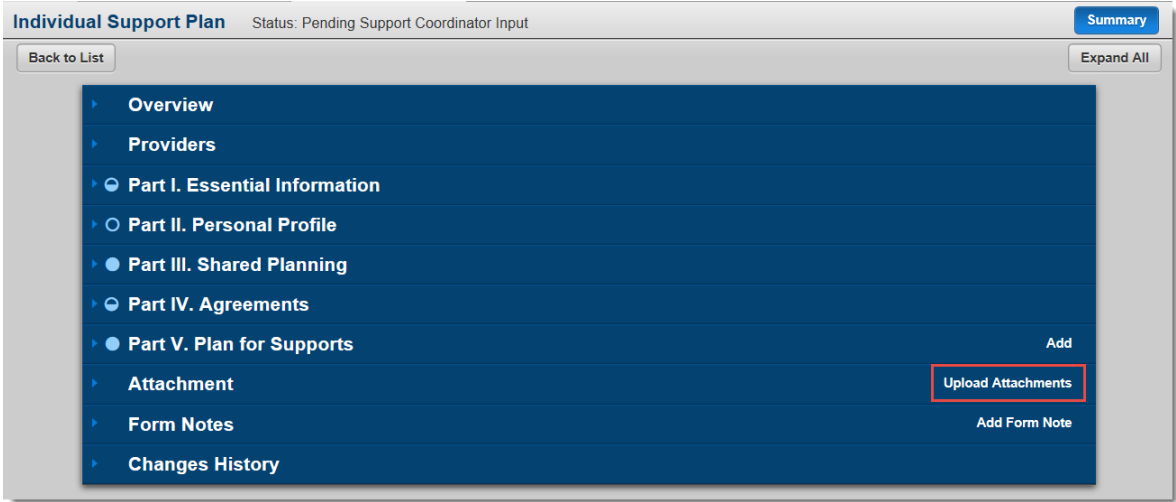 Individual Support Plan Status: Pending Support Coordinator Input Summary
Back to List Expand All
Overview
Providers
Part I. Essential Information
Part II. Personal Profile
Part III. Shared Planning
Part IV. Agreements
Part V. Plan for Supports Add
Attachment Upload Attachments
Form Notes Add Form Note
Changes History